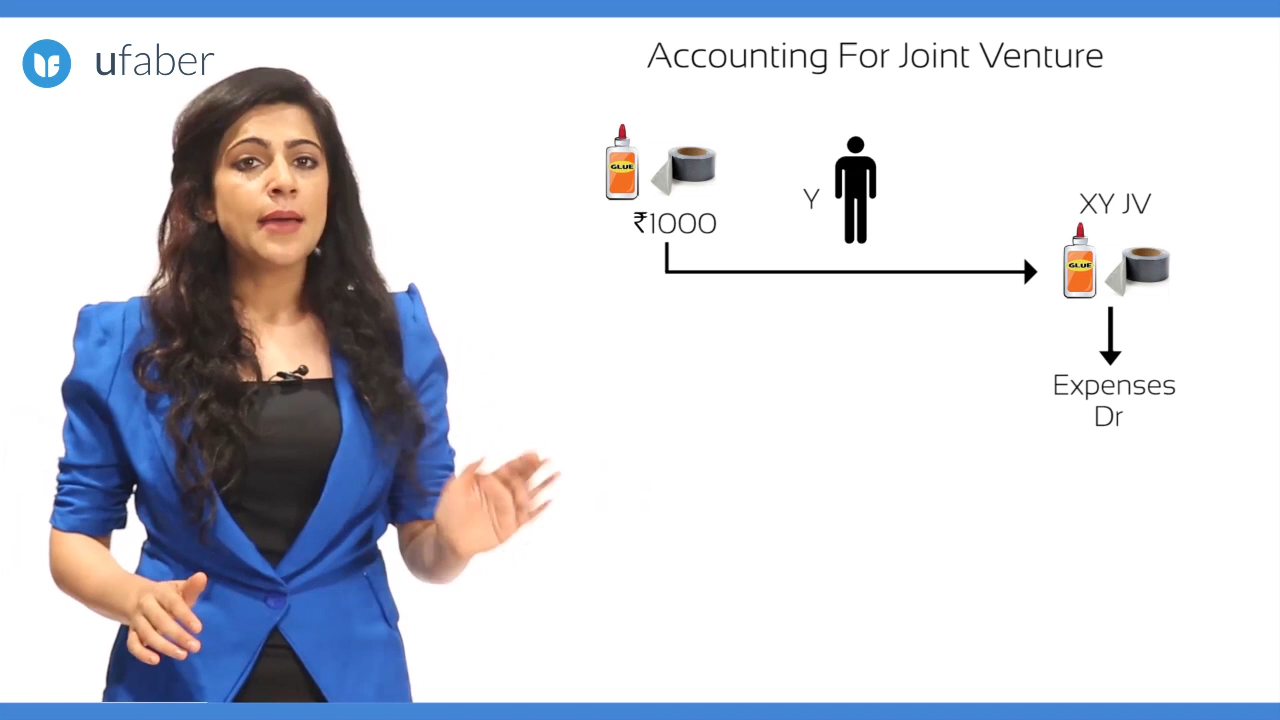 ufaber
Accounting For Joint Venture
GLUE
₹1000
Y
XY JV
GLUE
Expenses
Dr